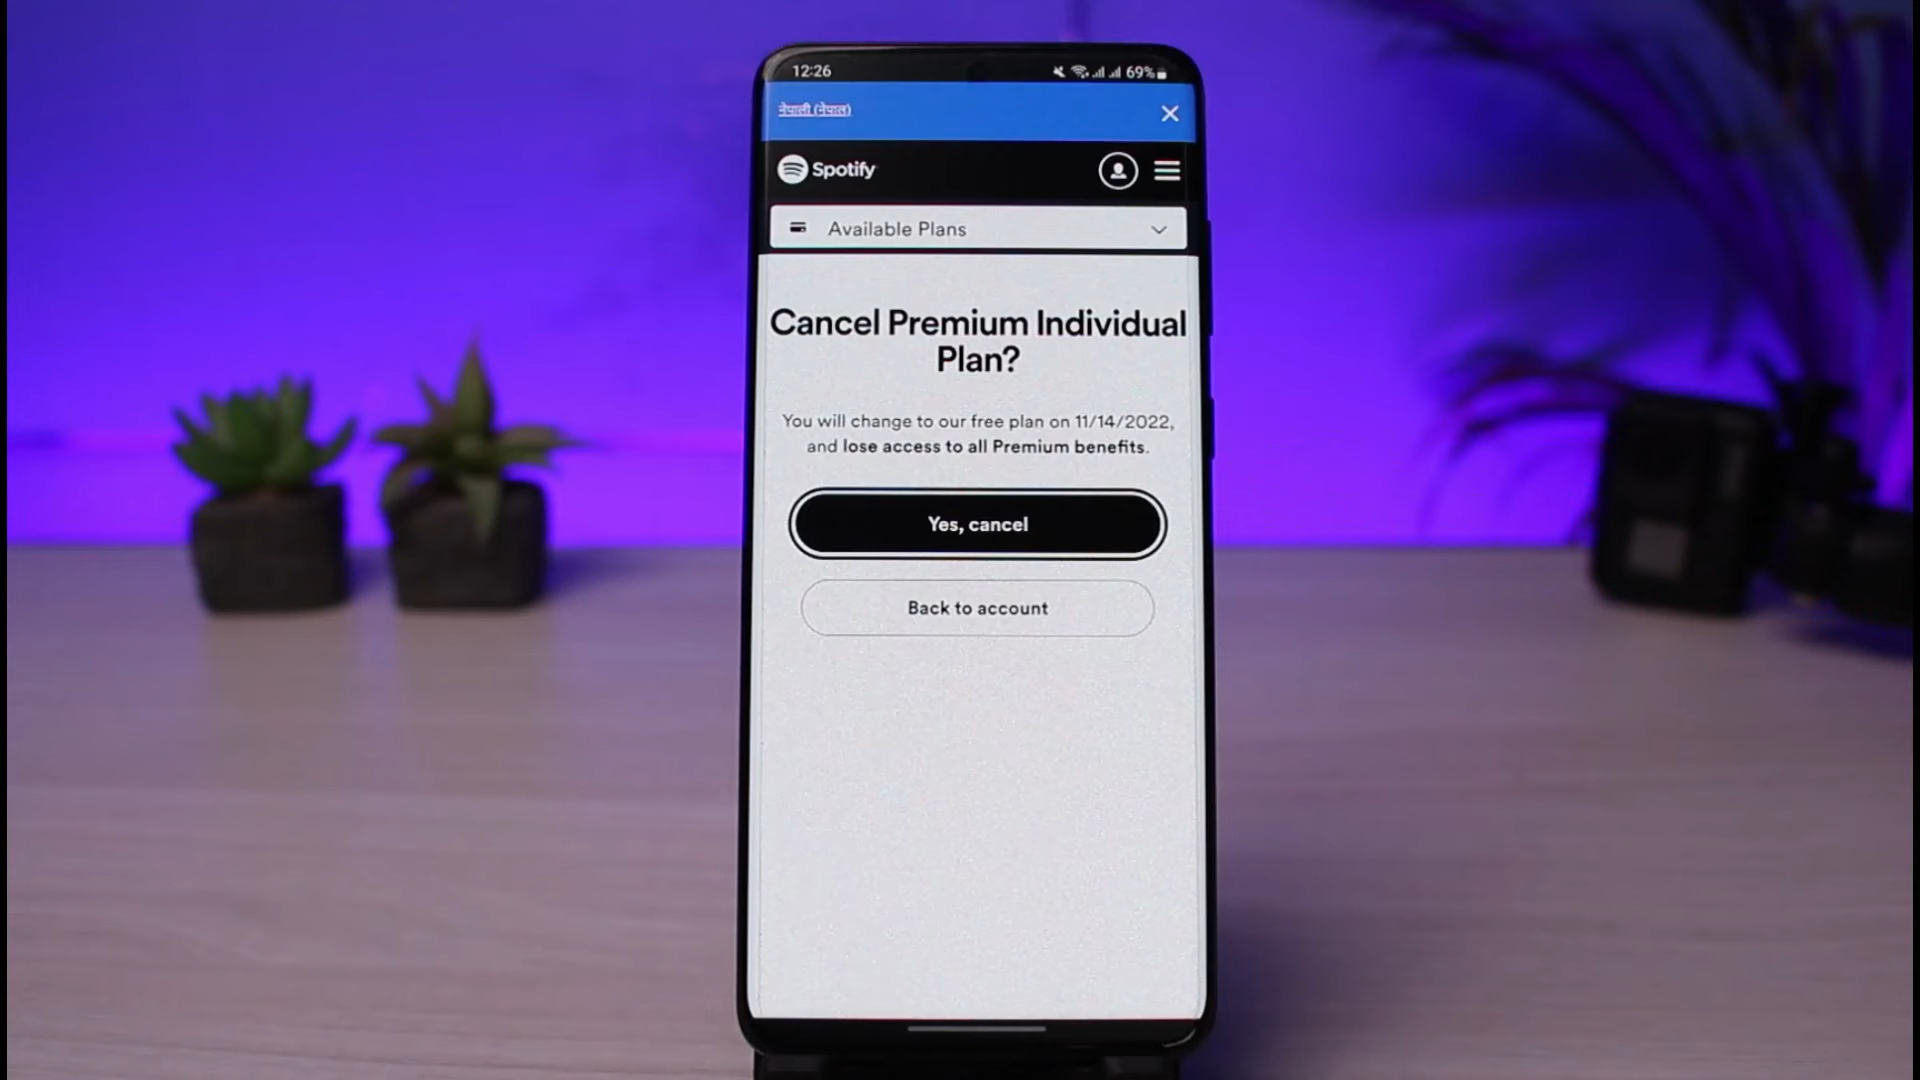 12:26
69%
नेपाली (नेपाल)
Spotify
Available Plans
Cancel Premium Individual
Plan?
You will change to our free plan on 11/14/2022,
and lose access to all Premium benefits.
Yes, cancel
Back to account